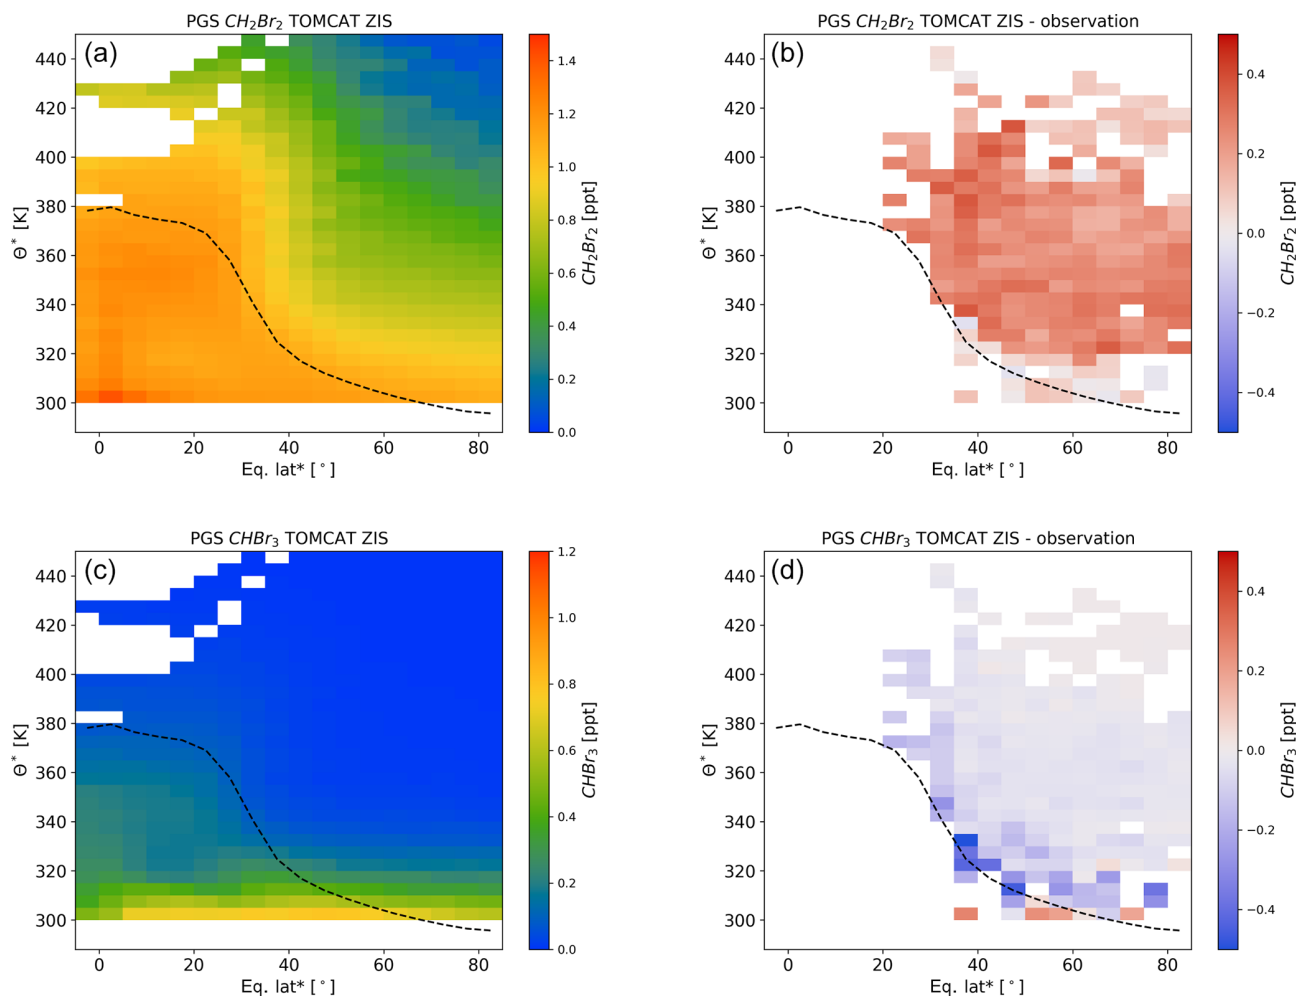 PGS CH₂Br₂ TOMCAT ZIS
(a)
440
420
400
380
360
340
320
300
Θ* [K]
0 20 40 60 80
Eq. lat* [°]
1.4
1.2
1.0
0.8
0.6
0.4
0.2
0.0
CH₂Br₂ [ppt]
PGS CH₂Br₂ TOMCAT ZIS - observation
(b)
440
420
400
380
360
340
320
300
Θ* [K]
0 20 40 60 80
Eq. lat* [°]
0.4
0.2
0.0
−0.2
−0.4
CH₂Br₂ [ppt]
PGS CHBr₃ TOMCAT ZIS
(c)
440
420
400
380
360
340
320
300
Θ* [K]
0 20 40 60 80
Eq. lat* [°]
1.2
1.0
0.8
0.6
0.4
0.2
0.0
CHBr₃ [ppt]
PGS CHBr₃ TOMCAT ZIS - observation
(d)
440
420
400
380
360
340
320
300
Θ* [K]
0 20 40 60 80
Eq. lat* [°]
0.4
0.2
0.0
−0.2
−0.4
CHBr₃ [ppt]